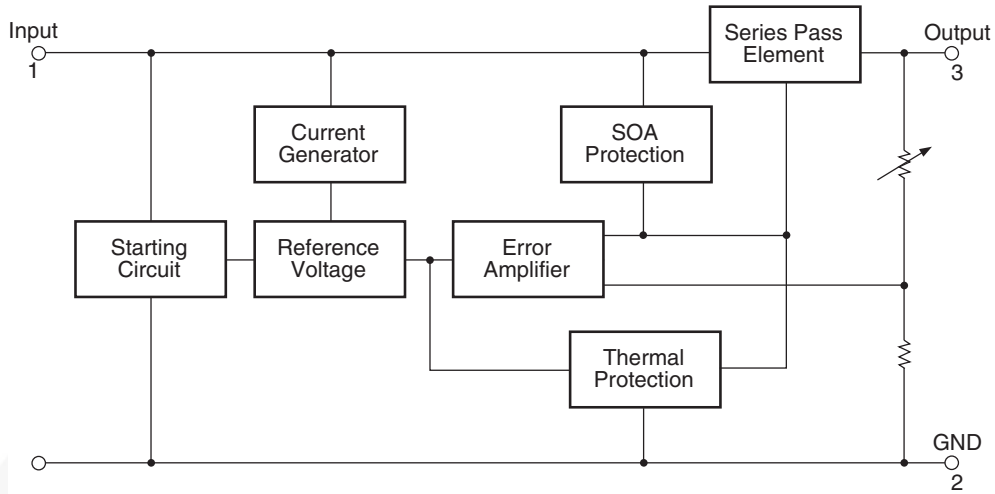 Input
1
Series Pass
Element
Output
3
Current
Generator
SOA
Protection
Starting
Circuit
Reference
Voltage
Error
Amplifier
Thermal
Protection
GND
2